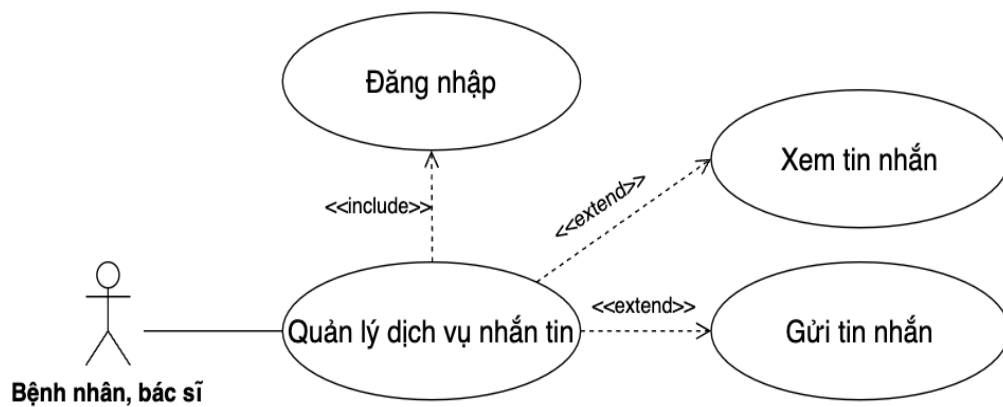 Đăng nhập
Xem tin nhắn
<<include>>
<<extend>>
<<extend>>
Quản lý dịch vụ nhắn tin
Gửi tin nhắn
Bệnh nhân, bác sĩ